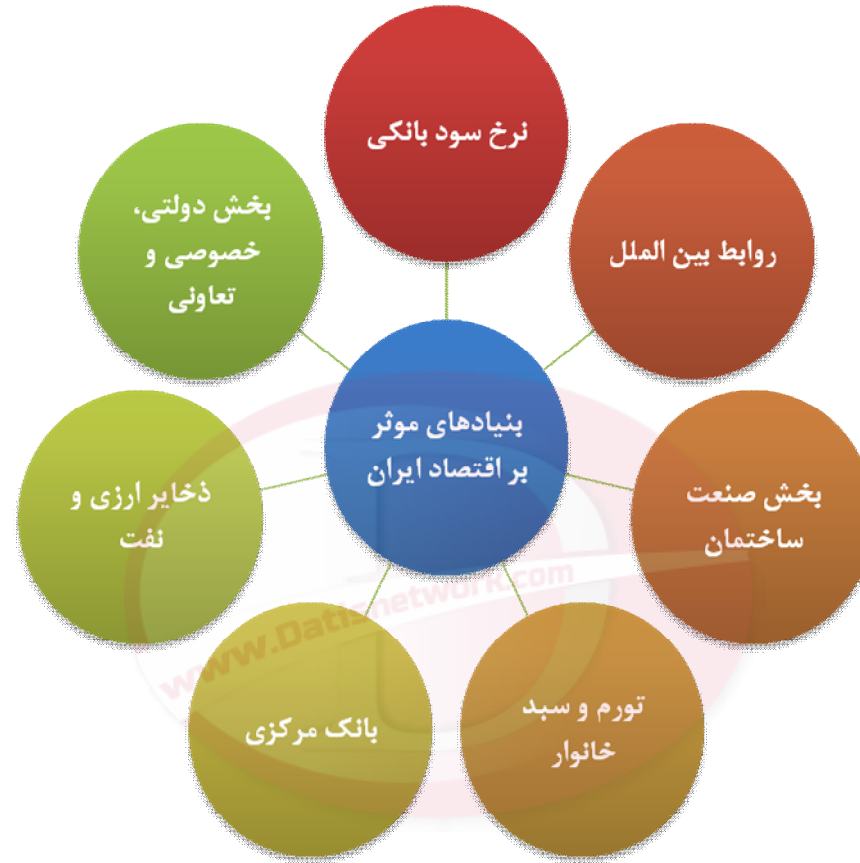 نرخ سود بانکی
روابط بین الملل
بخش صنعت
ساختمان
تورم و سبد
خانوار
بانک مرکزی
ذخایر ارزی و
نفت
بخش دولتی،
خصوصی و
تعاونی
بنیادهای موثر
بر اقتصاد ایران
www.Datisnetwork.com